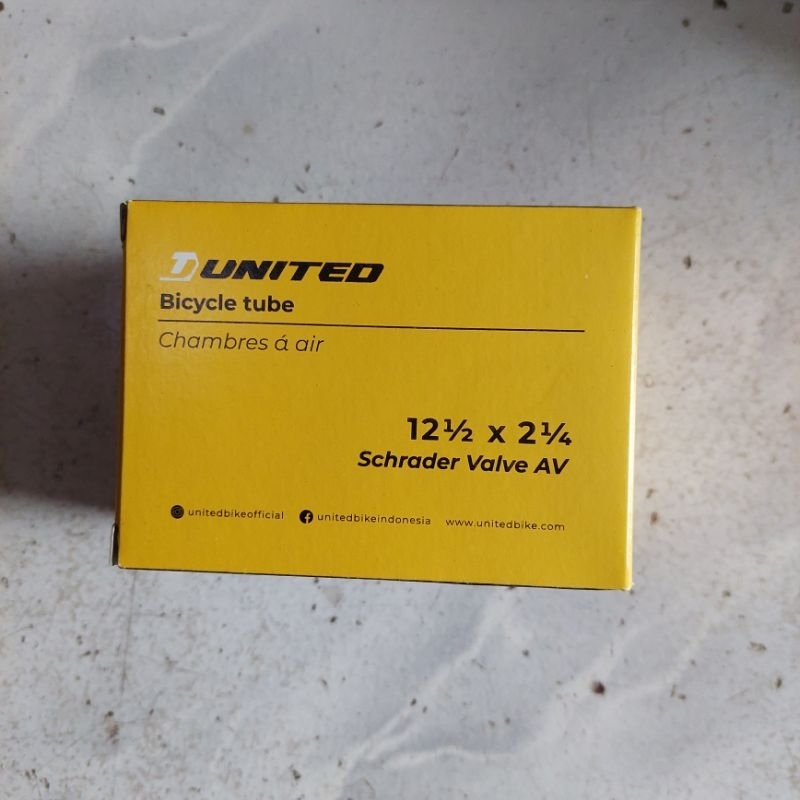 UNITED
Bicycle tube
Chambres á air
12½ x 2¼
Schrader Valve AV
unitedbikeofficial unitedbikeindonesia www.unitedbike.com